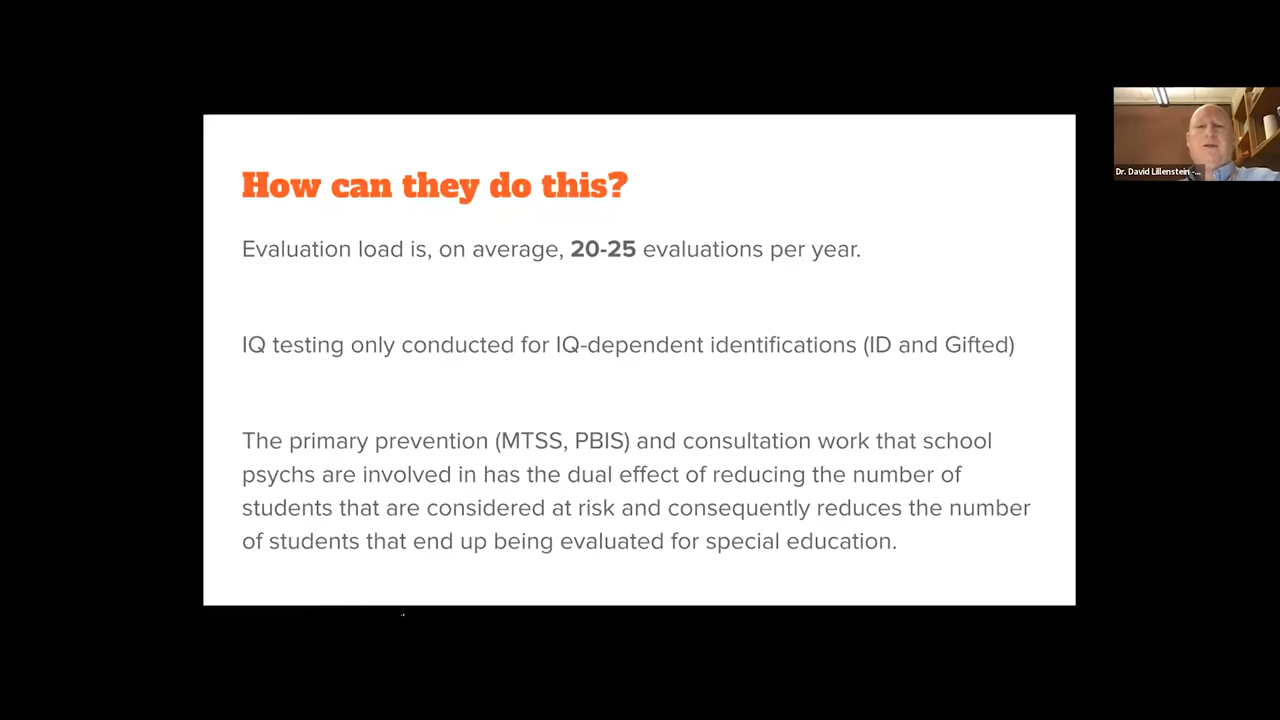 How can they do this?
Evaluation load is, on average, 20-25 evaluations per year.
IQ testing only conducted for IQ-dependent identifications (ID and Gifted)
The primary prevention (MTSS, PBIS) and consultation work that school
psychs are involved in has the dual effect of reducing the number of
students that are considered at risk and consequently reduces the number
of students that end up being evaluated for special education.
Dr. David Lillenstein -...